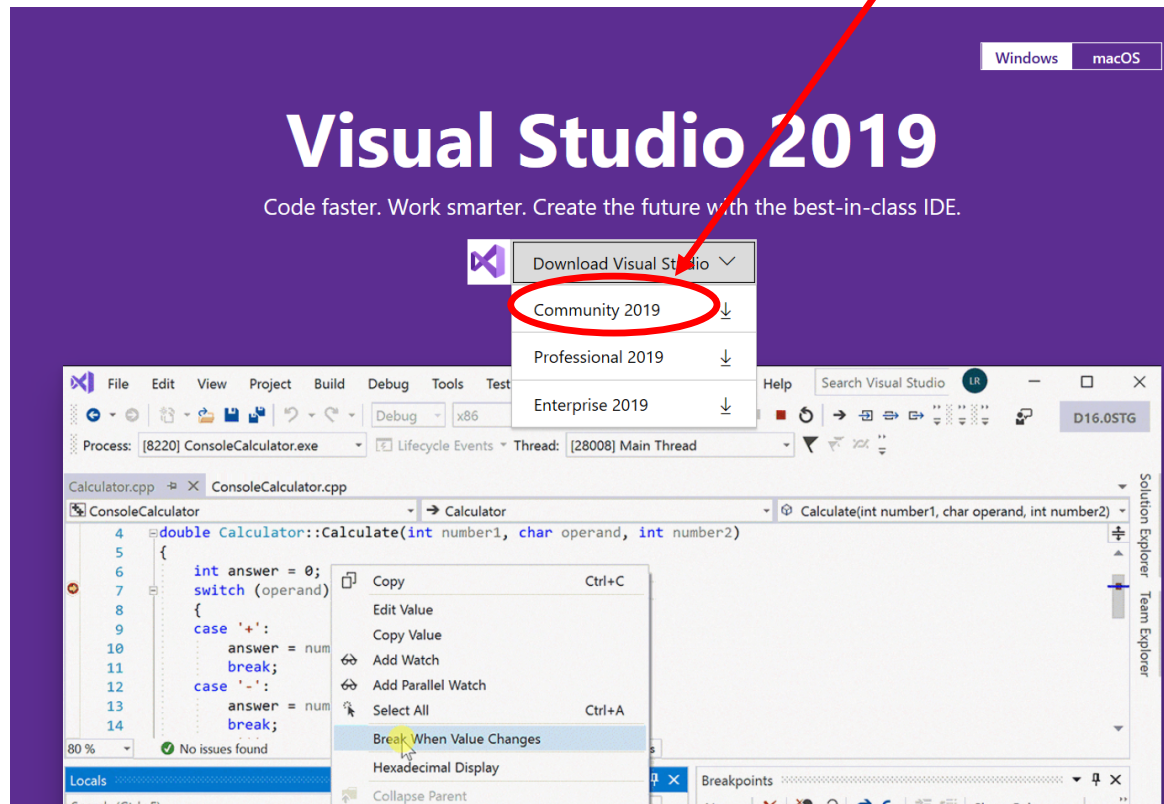 Windows macOS
Visual Studio 2019
Code faster. Work smarter. Create the future with the best-in-class IDE.
Download Visual Studio
Community 2019
Professional 2019
Enterprise 2019
File Edit View Project Build Debug Tools Test Help Search Visual Studio LR
Debug x86 D16.0STG
Process: [8220] ConsoleCalculator.exe Lifecycle Events Thread: [28008] Main Thread
Calculator.cpp ConsoleCalculator.cpp
ConsoleCalculator Calculator Calculate(int number1, char operand, int number2)
4 double Calculator::Calculate(int number1, char operand, int number2)
5 {
6 int answer = 0;
7 switch (operand)
8 {
9 case '+':
10 answer = num
11 break;
12 case '-':
13 answer = num
14 break;
80 % No issues found
Copy Ctrl+C
Edit Value
Copy Value
Add Watch
Add Parallel Watch
Select All Ctrl+A
Break When Value Changes
Hexadecimal Display
Collapse Parent
Solution Explorer
Team Explorer
Locals
Breakpoints